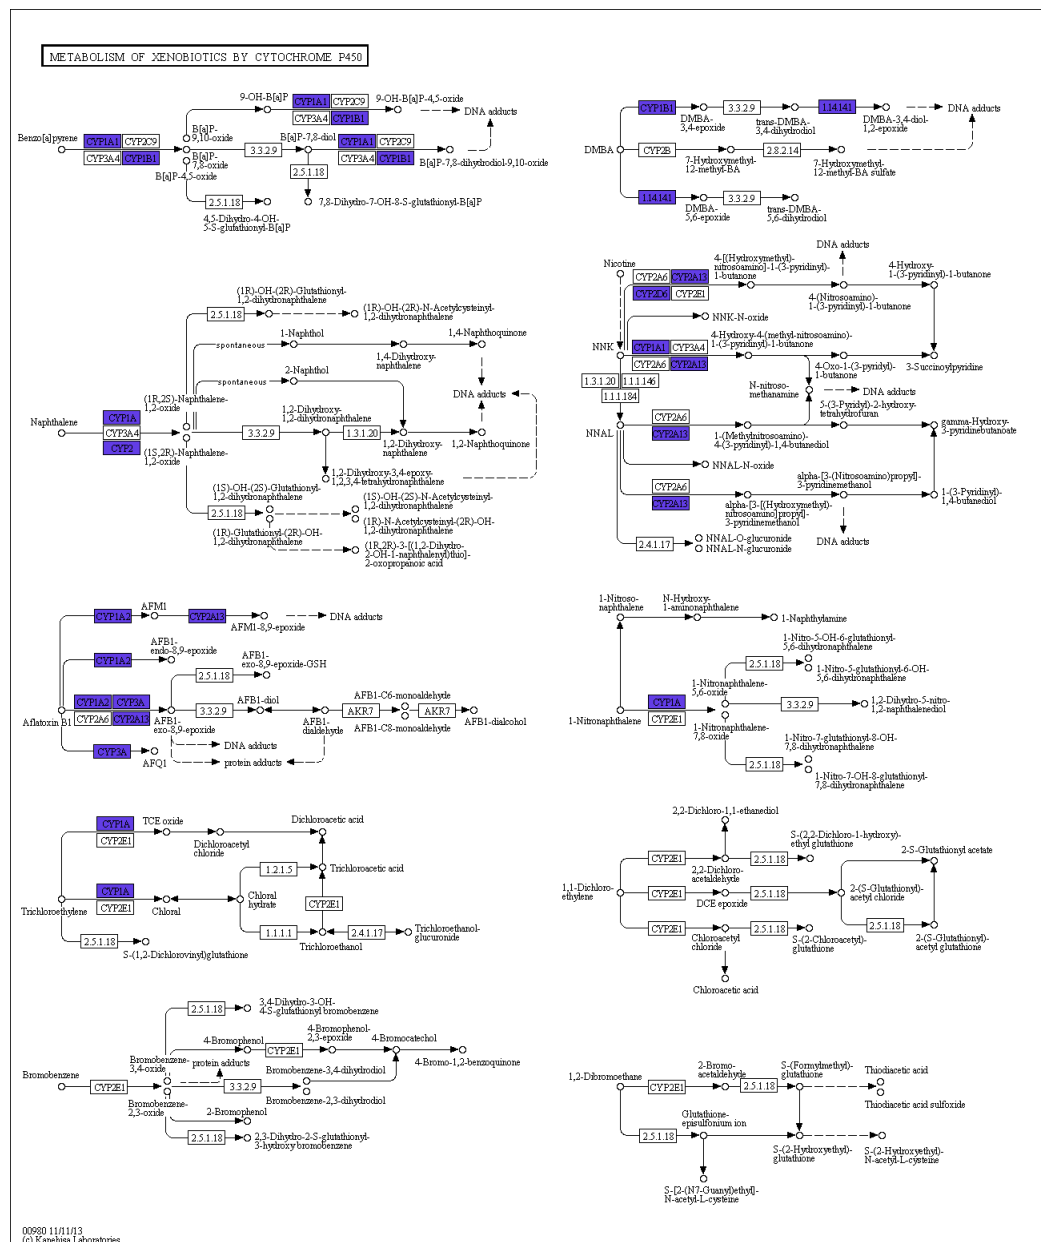 METABOLISM OF XENOBIOTICS BY CYTOCHROME P450
Benzo[a]pyrene
CYP1A1
CYP2C9
CYP3A4
CYP1B1
B[a]P-
9,10-oxide
B[a]P-
7,8-oxide
B[a]P-4,5-oxide
9-OH-B[a]P
CYP1A1
CYP2C9
CYP3A4
CYP1B1
9-OH-B[a]P-4,5-oxide
DNA adducts
3.3.2.9
B[a]P-7,8-diol
CYP1A1
CYP2C9
CYP3A4
CYP1B1
B[a]P-7,8-dihydrodiol-9,10-oxide
2.5.1.18
7,8-Dihydro-7-OH-8-S-glutathionyl-B[a]P
2.5.1.18
4,5-Dihydro-4-OH-
5-S-glutathionyl-B[a]P
DMBA
CYP1B1
DMBA-
3,4-epoxide
3.3.2.9
trans-DMBA-
3,4-dihydrodiol
1.14.14.1
DMBA-3,4-diol-
1,2-epoxide
DNA adducts
CYP2B
7-Hydroxymethyl-
12-methyl-BA
2.8.2.14
7-Hydroxymethyl-
12-methyl-BA sulfate
1.14.14.1
DMBA-
5,6-epoxide
3.3.2.9
trans-DMBA-
5,6-dihydrodiol
Naphthalene
CYP1A
CYP3A4
CYP2
(1R,2S)-Naphthalene-
1,2-oxide
(1S,2R)-Naphthalene-
1,2-oxide
(1R)-OH-(2R)-Glutathionyl-
1,2-dihydronaphthalene
2.5.1.18
(1R)-OH-(2R)-N-Acetylcysteinyl-
1,2-dihydronaphthalene
spontaneous
1-Naphthol
1,4-Dihydroxy-
naphthalene
1,4-Naphthoquinone
spontaneous
2-Naphthol
DNA adducts
3.3.2.9
1,2-Dihydroxy-
1,2-dihydronaphthalene
1.3.1.20
1,2-Dihydroxy-
naphthalene
1,2-Naphthoquinone
1,2-Dihydroxy-3,4-epoxy-
1,2,3,4-tetrahydronaphthalene
(1S)-OH-(2S)-Glutathionyl-
1,2-dihydronaphthalene
2.5.1.18
(1R)-Glutathionyl-(2R)-OH-
1,2-dihydronaphthalene
(1S)-OH-(2S)-N-Acetylcysteinyl-
1,2-dihydronaphthalene
(1R)-N-Acetylcysteinyl-(2R)-OH-
1,2-dihydronaphthalene
(1R,2R)-3-[(1,2-Dihydro-
2-OH-1-naphthalenyl)thio]-
2-oxopropanoic acid
Nicotine
NNK
CYP2A6
CYP2A13
CYP2D6
CYP2E1
4-[(Hydroxymethyl)-
nitrosoamino]-1-(3-pyridinyl)-
1-butanone
DNA adducts
4-(Nitrosoamino)-
1-(3-pyridinyl)-1-butanone
4-Hydroxy-
1-(3-pyridinyl)-1-butanone
NNK-N-oxide
CYP1A1
CYP3A4
CYP2A6
CYP2A13
4-Hydroxy-4-(methyl-nitrosoamino)-
1-(3-pyridinyl)-1-butanone
4-Oxo-1-(3-pyridyl)-
1-butanone
3-Succinoylpyridine
N-nitroso-
methanamine
DNA adducts
1.3.1.20
1.1.1.146
1.1.1.184
NNAL
CYP2A6
CYP2A13
1-(Methylnitrosoamino)-
4-(3-pyridinyl)-1,4-butanediol
5-(3-Pyridyl)-2-hydroxy-
tetrahydrofuran
gamma-Hydroxy-
3-pyridinebutanoate
NNAL-N-oxide
CYP2A6
CYP2A13
alpha-[3-[(Hydroxymethyl)-
nitrosoamino]propyl]-
3-pyridinemethanol
alpha-[3-(Nitrosoamino)propyl]-
3-pyridinemethanol
1-(3-Pyridinyl)-
1,4-butanediol
DNA adducts
2.4.1.17
NNAL-O-glucuronide
NNAL-N-glucuronide
Aflatoxin B1
CYP1A2
AFM1
CYP2A13
AFM1-8,9-epoxide
DNA adducts
CYP1A2
AFB1-
endo-8,9-epoxide
CYP1A2
CYP3A
CYP2A6
CYP2A13
AFB1-
exo-8,9-epoxide
2.5.1.18
AFB1-
exo-8,9-epoxide-GSH
3.3.2.9
AFB1-diol
AFB1-
dialdehyde
AKR7
AFB1-C6-monoaldehyde
AFB1-C8-monoaldehyde
AKR7
AFB1-dialcohol
DNA adducts
protein adducts
CYP3A
AFQ1
1-Nitronaphthalene
1-Nitroso-
naphthalene
N-Hydroxy-
1-aminonaphthalene
1-Naphthylamine
CYP1A
CYP2E1
1-Nitronaphthalene-
5,6-oxide
1-Nitronaphthalene-
7,8-oxide
2.5.1.18
1-Nitro-5-OH-6-glutathionyl-
5,6-dihydronaphthalene
1-Nitro-5-glutathionyl-6-OH-
5,6-dihydronaphthalene
3.3.2.9
1,2-Dihydro-5-nitro-
1,2-naphthalenediol
2.5.1.18
1-Nitro-7-glutathionyl-8-OH-
7,8-dihydronaphthalene
1-Nitro-7-OH-8-glutathionyl-
7,8-dihydronaphthalene
Trichloroethylene
CYP1A
CYP2E1
TCE oxide
Dichloroacetyl
chloride
Dichloroacetic acid
CYP1A
CYP2E1
Chloral
Chloral
hydrate
1.2.1.5
Trichloroacetic acid
CYP2E1
1.1.1.1
Trichloroethanol
2.4.1.17
Trichloroethanol-
glucuronide
2.5.1.18
S-(1,2-Dichlorovinyl)glutathione
1,1-Dichloro-
ethylene
CYP2E1
2,2-Dichloro-
acetaldehyde
2,2-Dichloro-1,1-ethanediol
2.5.1.18
S-(2,2-Dichloro-1-hydroxy)-
ethyl glutathione
CYP2E1
DCE epoxide
2.5.1.18
2-(S-Glutathionyl)-
acetyl chloride
2-S-Glutathionyl acetate
2.5.1.18
2-(S-Glutathionyl)-
acetyl glutathione
CYP2E1
Chloroacetyl
chloride
2.5.1.18
S-(2-Chloroacetyl)-
glutathione
Chloroacetic acid
Bromobenzene
CYP2E1
Bromobenzene-
3,4-oxide
Bromobenzene-
2,3-oxide
2.5.1.18
3,4-Dihydro-3-OH-
4-S-glutathionyl bromobenzene
4-Bromophenol
CYP2E1
4-Bromophenol-
2,3-epoxide
4-Bromocatechol
4-Bromo-1,2-benzoquinone
protein adducts
3.3.2.9
Bromobenzene-3,4-dihydrodiol
Bromobenzene-2,3-dihydrodiol
2-Bromophenol
2.5.1.18
2,3-Dihydro-2-S-glutathionyl-
3-hydroxy bromobenzene
1,2-Dibromoethane
CYP2E1
2-Bromo-
acetaldehyde
2.5.1.18
S-(Formylmethyl)-
glutathione
Thiodiacetic acid
Thiodiacetic acid sulfoxide
2.5.1.18
Glutathione-
episulfonium ion
S-(2-Hydroxyethyl)-
glutathione
S-(2-Hydroxyethyl)-
N-acetyl-L-cysteine
S-[2-(N7-Guanyl)ethyl]-
N-acetyl-L-cysteine
00980 11/11/13
(c) Kanehisa Laboratories